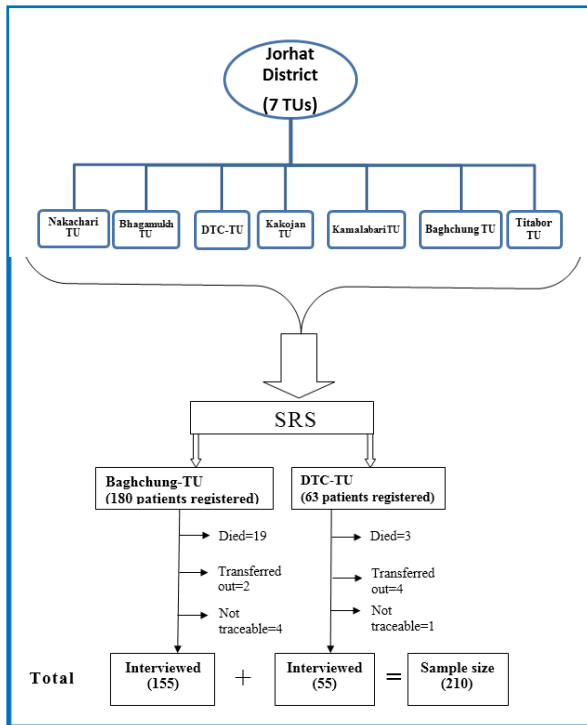 Jorhat
District
(7 TUs)
Nakachari
TU
Bhagamukh
TU
DTC-TU
Kakojan
TU
Kamalabari TU
Baghchung TU
Titabor
TU
SRS
Baghchung-TU
(180 patients registered)
DTC-TU
(63 patients registered)
Died=19
Died=3
Transferred
out=2
Transferred
out=4
Not
traceable=4
Not
traceable=1
Total
Interviewed
(155)
+
Interviewed
(55)
=
Sample size
(210)